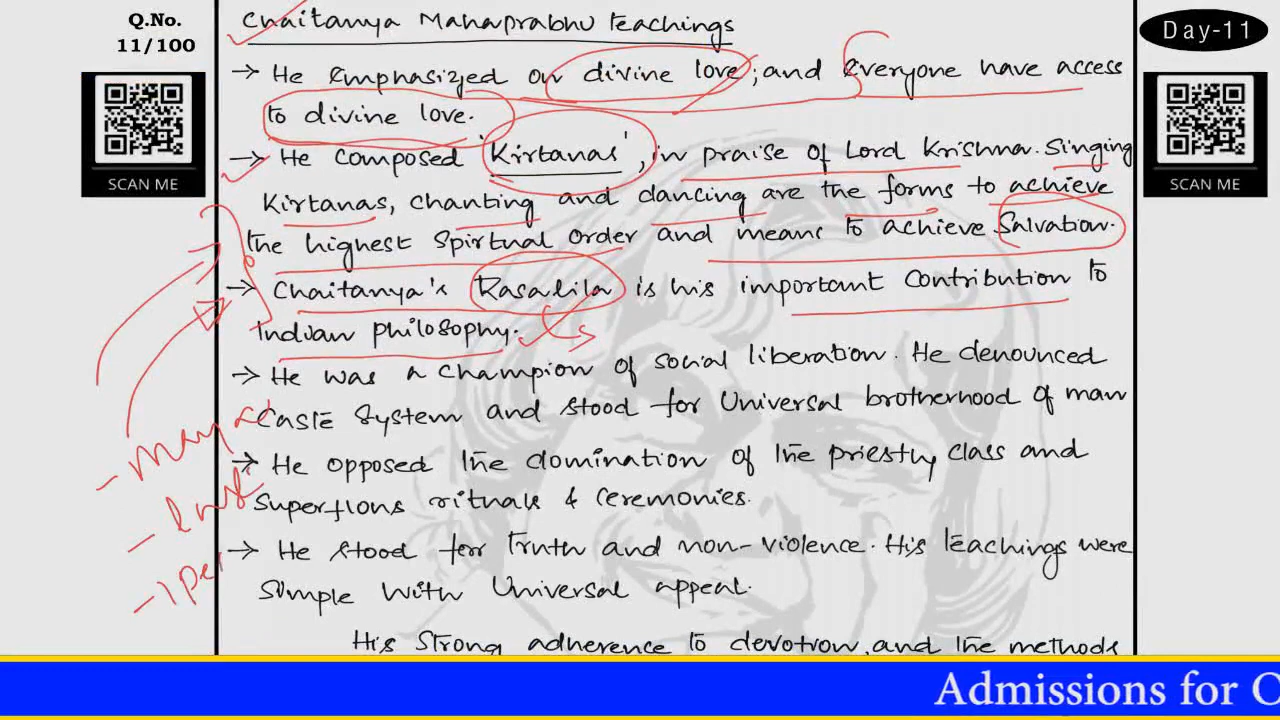 Q.No.
11/100
SCAN ME
Chaitanya Mahaprabhu teachings
→ He emphasized on divine love, and everyone have access
to divine love.
→ He composed 'Kirtanas', in praise of Lord Krishna. Singing
Kirtanas, chanting and dancing are the forms to achieve
the highest Spirtual Order and means to achieve Salvation.
→ Chaitanya's Rasalila is his important Contribution to
Indian philosophy.
→ He was a champion of social liberation. He denounced
Caste System and stood for Universal brotherhood of man
→ He opposed the domination of the priestly class and
Superflons rituals & Ceremonies.
→ He stood for Truth and non-violence. His teachings were
simple with Universal appeal.
His Strong adherence to devotion, and the methods
Day-11
SCAN ME
Admissions for